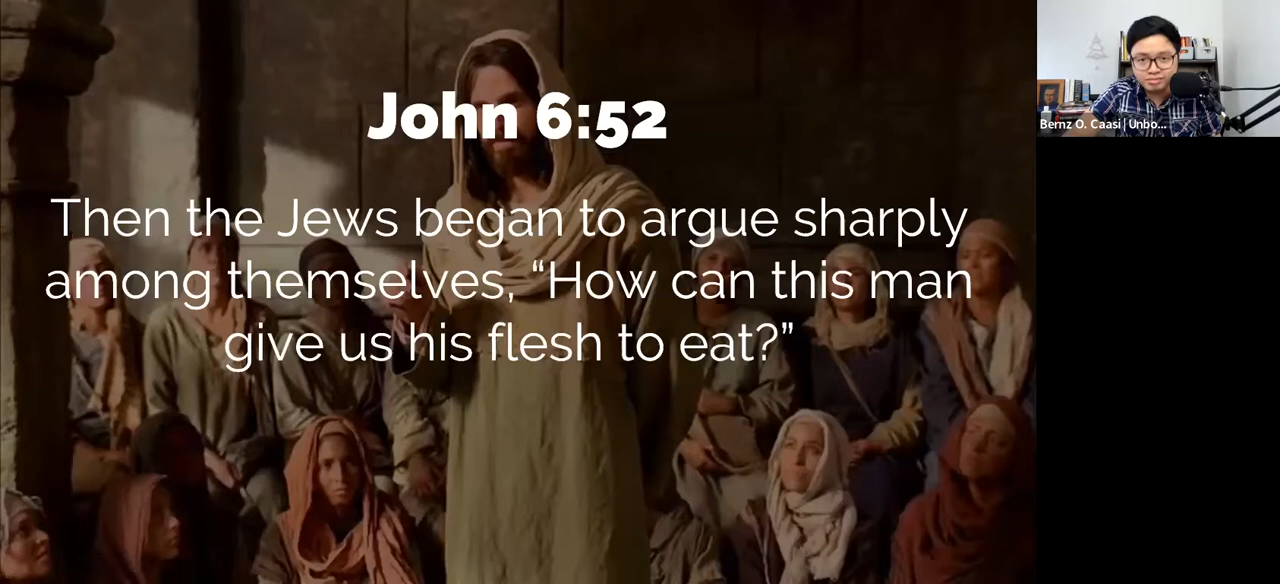 John 6:52
Then the Jews began to argue sharply
among themselves, “How can this man
give us his flesh to eat?”
Bernz O. Caasi | Unbo...